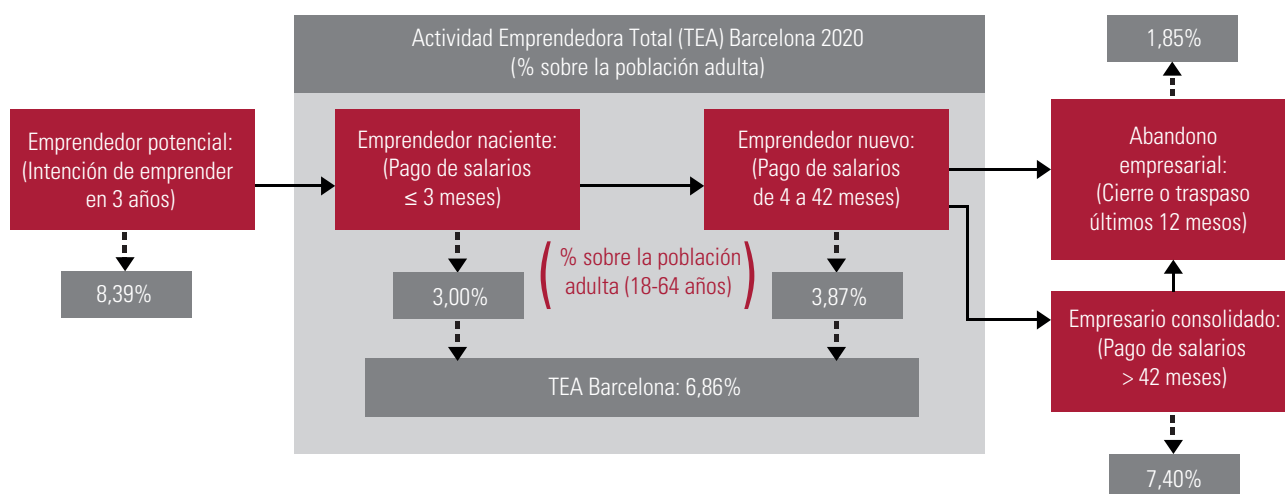 Actividad Emprendedora Total (TEA) Barcelona 2020
(% sobre la población adulta)
Emprendedor potencial:
(Intención de emprender
en 3 años)
8,39%
Emprendedor naciente:
(Pago de salarios
≤ 3 meses)
3,00%
(% sobre la población
adulta (18-64 años))
Emprendedor nuevo:
(Pago de salarios
de 4 a 42 meses)
3,87%
TEA Barcelona: 6,86%
1,85%
Abandono
empresarial:
(Cierre o traspaso
últimos 12 mesos)
Empresario consolidado:
(Pago de salarios
> 42 meses)
7,40%